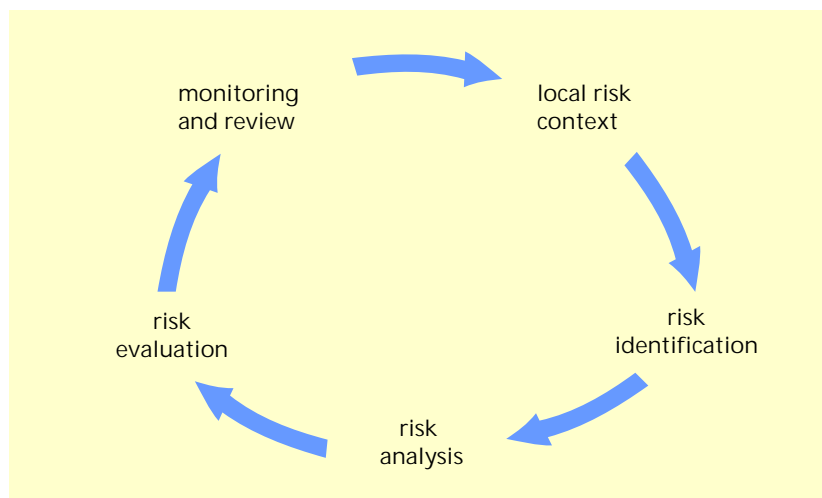 monitoring
and review
local risk
context
risk
identification
risk
analysis
risk
evaluation